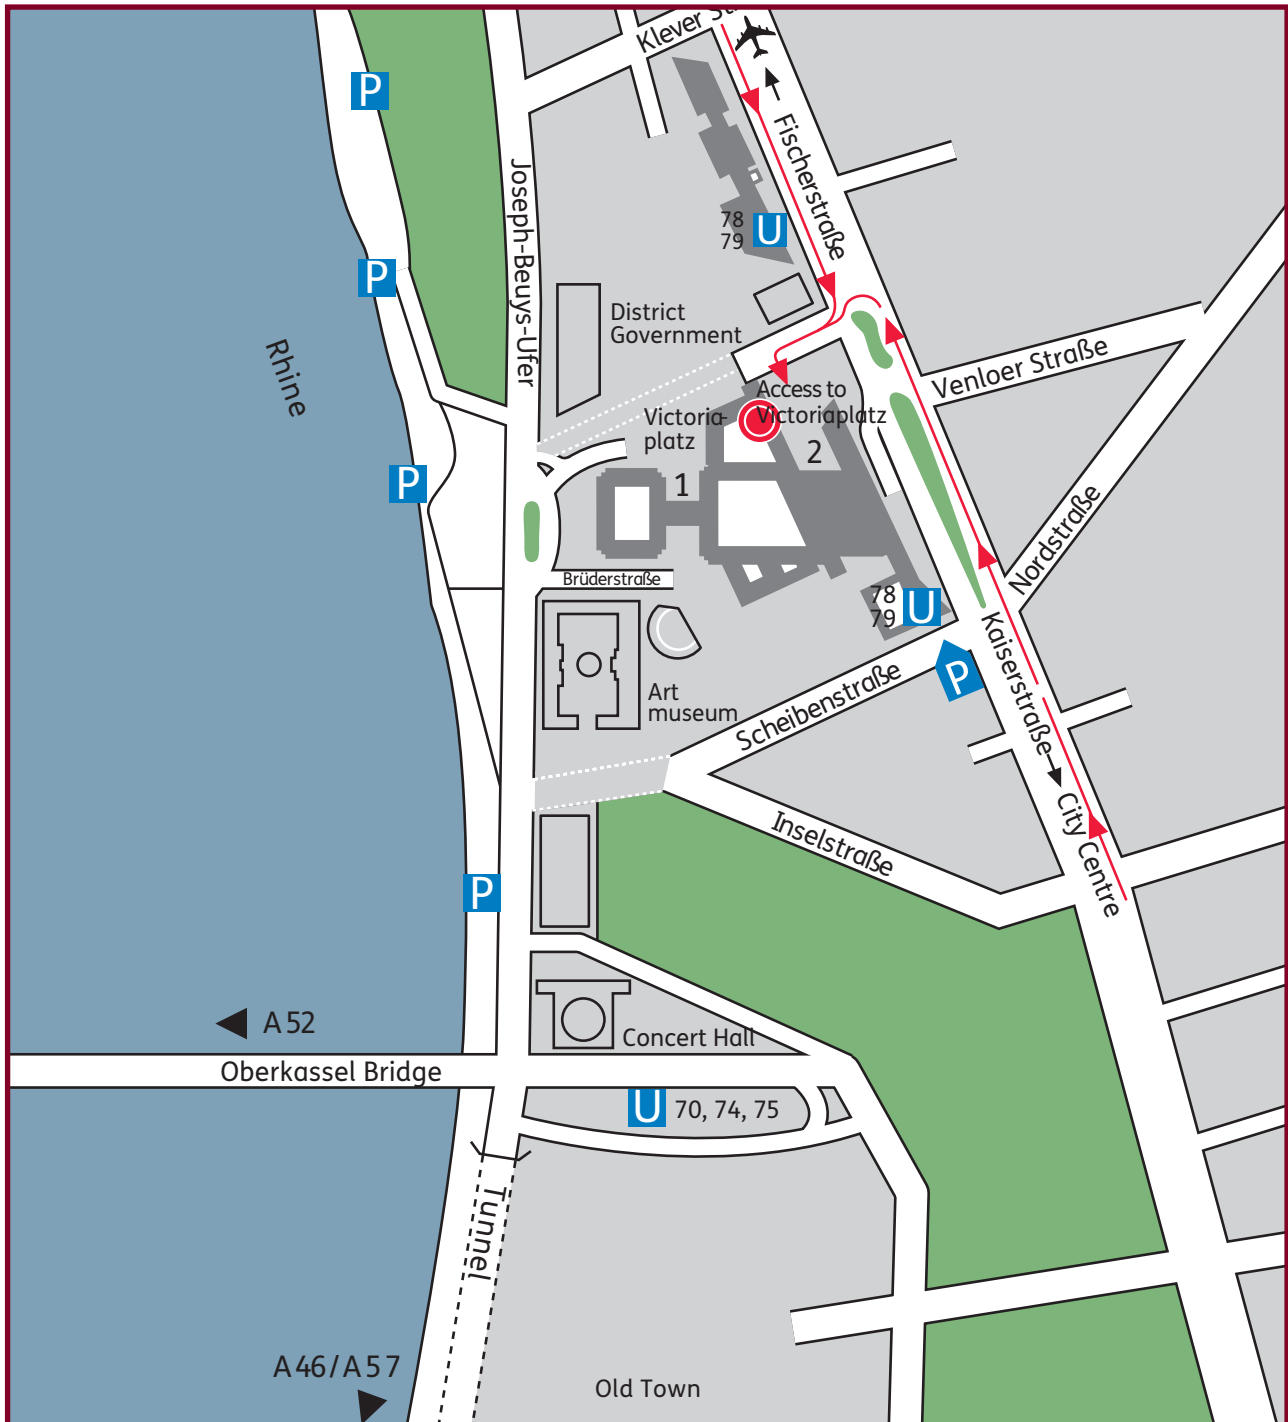 Klever St
P
Fischerstraße
Joseph-Beuys-Ufer
78
79
U
P
District
Government
Rhine
Venloer Straße
Access to
Victoriaplatz
Victoria-
platz
2
1
P
Nordstraße
Brüderstraße
78
79
U
Kaiserstraße
P
Scheibenstraße
Art
museum
City Centre
Inselstraße
P
A 52
Concert Hall
Oberkassel Bridge
U
70, 74, 75
Tunnel
A 46/A 57
Old Town